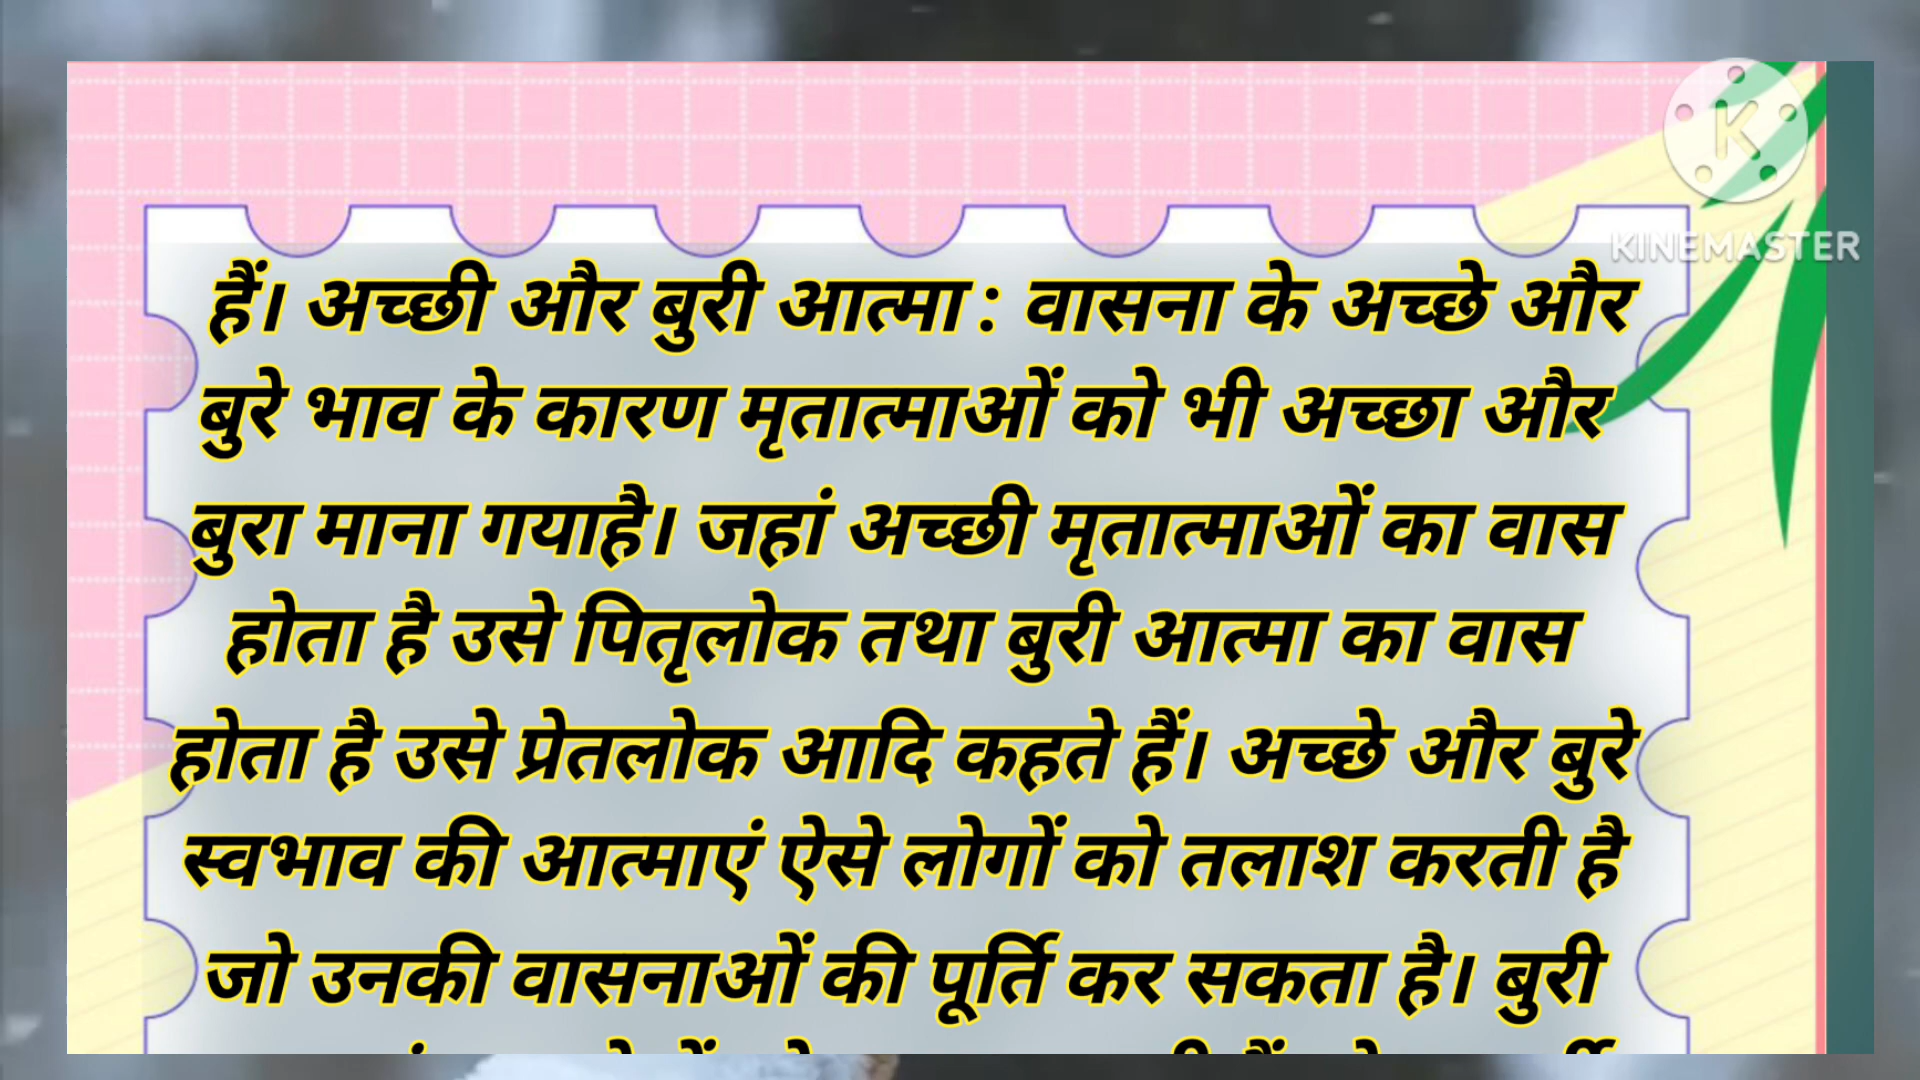 KINEMASTER
हैं। अच्छी और बुरी आत्मा : वासना के अच्छे और
बुरे भाव के कारण मृतात्माओं को भी अच्छा और
बुरा माना गयाहै। जहां अच्छी मृतात्माओं का वास
होता है उसे पितृलोक तथा बुरी आत्मा का वास
होता है उसे प्रेतलोक आदि कहते हैं। अच्छे और बुरे
स्वभाव की आत्माएं ऐसे लोगों को तलाश करती है
जो उनकी वासनाओं की पूर्ति कर सकता है। बुरी